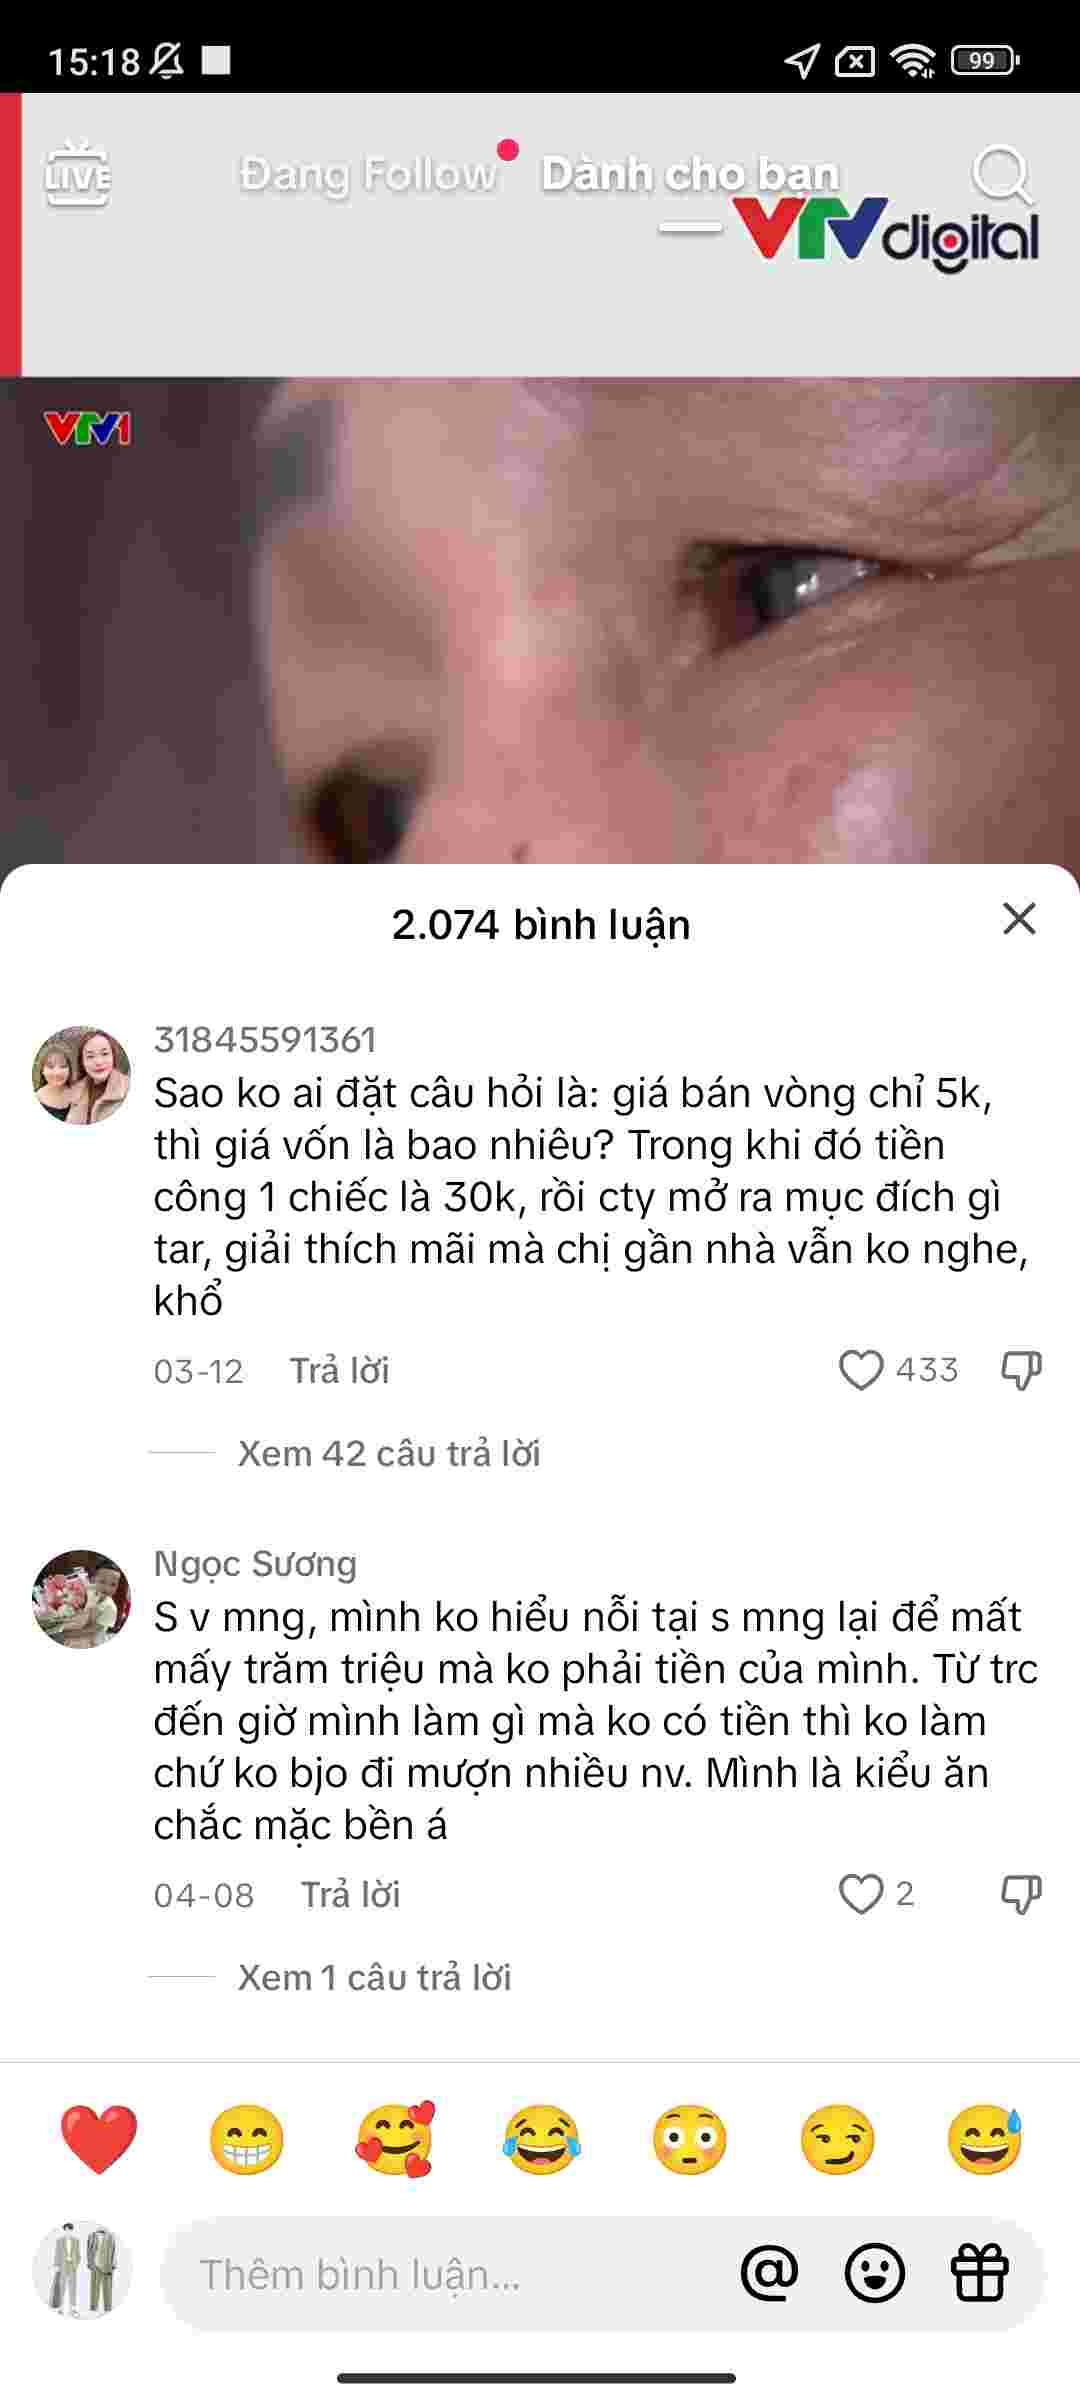 15:18
99
LIVE
Đang Follow
Dành cho bạn
VTV digital
VTV1
2.074 bình luận
31845591361
Sao ko ai đặt câu hỏi là: giá bán vòng chỉ 5k,
thì giá vốn là bao nhiêu? Trong khi đó tiền
công 1 chiếc là 30k, rồi cty mở ra mục đích gì
tar, giải thích mãi mà chị gần nhà vẫn ko nghe,
khổ
03-12 Trả lời 433
Xem 42 câu trả lời
Ngọc Sương
S v mng, mình ko hiểu nỗi tại s mng lại để mất
mấy trăm triệu mà ko phải tiền của mình. Từ trc
đến giờ mình làm gì mà ko có tiền thì ko làm
chứ ko bjo đi mượn nhiều nv. Mình là kiểu ăn
chắc mặc bền á
04-08 Trả lời 2
Xem 1 câu trả lời
Thêm bình luận...